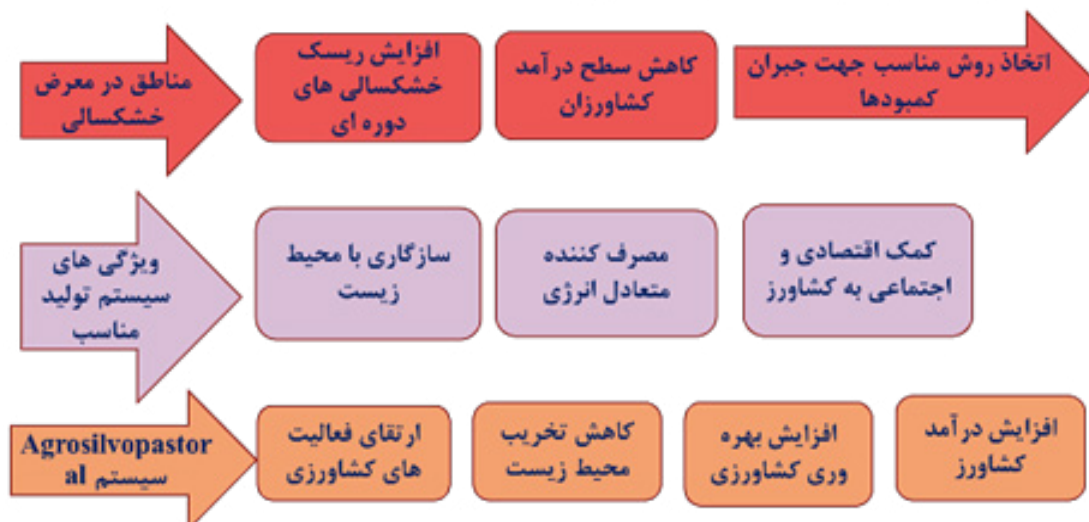 مناطق در معرض
خشکسالی
افزایش ریسک
خشکسالی های
دوره ای
کاهش سطح درآمد
کشاورزان
اتخاذ روش مناسب جهت جبران
کمبودها
ویژگی های
سیستم تولید
مناسب
سازگاری با محیط
زیست
مصرف کننده
متعادل انرژی
کمک اقتصادی و
اجتماعی به کشاورز
Agrosilvopastor
al سیستم
ارتقای فعالیت
های کشاورزی
کاهش تخریب
محیط زیست
افزایش بهره
وری کشاورزی
افزایش درآمد
کشاورز